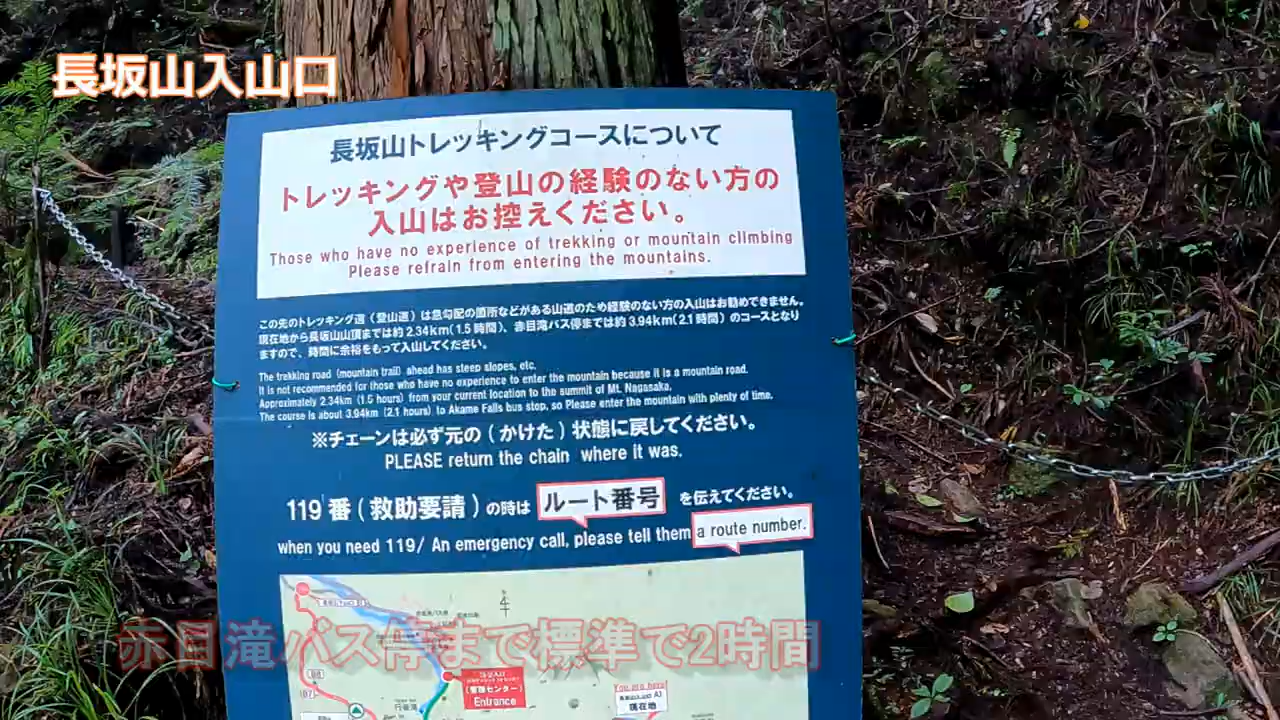 長坂山入山口
長坂山トレッキングコースについて
トレッキングや登山の経験のない方の
入山はお控えください。
Those who have no experience of trekking or mountain climbing
Please refrain from entering the mountains.
この先のトレッキング道（登山道）は急勾配の箇所などがある山道のため経験のない方の入山はお勧めできません。
現在地から長坂山山頂までは約2.34km(1.5時間)、赤目滝バス停までは約3.94km(2.1時間)のコースとなり
ますので、時間に余裕をもって入山してください。
The trekking road (mountain trail) ahead has steep slopes, etc.
It is not recommended for those who have no experience to enter the mountain because it is a mountain road.
Approximately 2.34km (1.5 hours) from your current location to the summit of Mt. Nagasaka.
The course is about 3.94km (2.1 hours) to Akame Falls bus stop, so Please enter the mountain with plenty of time.
※チェーンは必ず元の(かけた)状態に戻してください。
PLEASE return the chain where it was.
119番(救助要請)の時は ルート番号 を伝えてください。
when you need 119/ An emergency call, please tell them a route number.
赤目滝バス停まで標準で2時間
Entrance
You are here
現在地